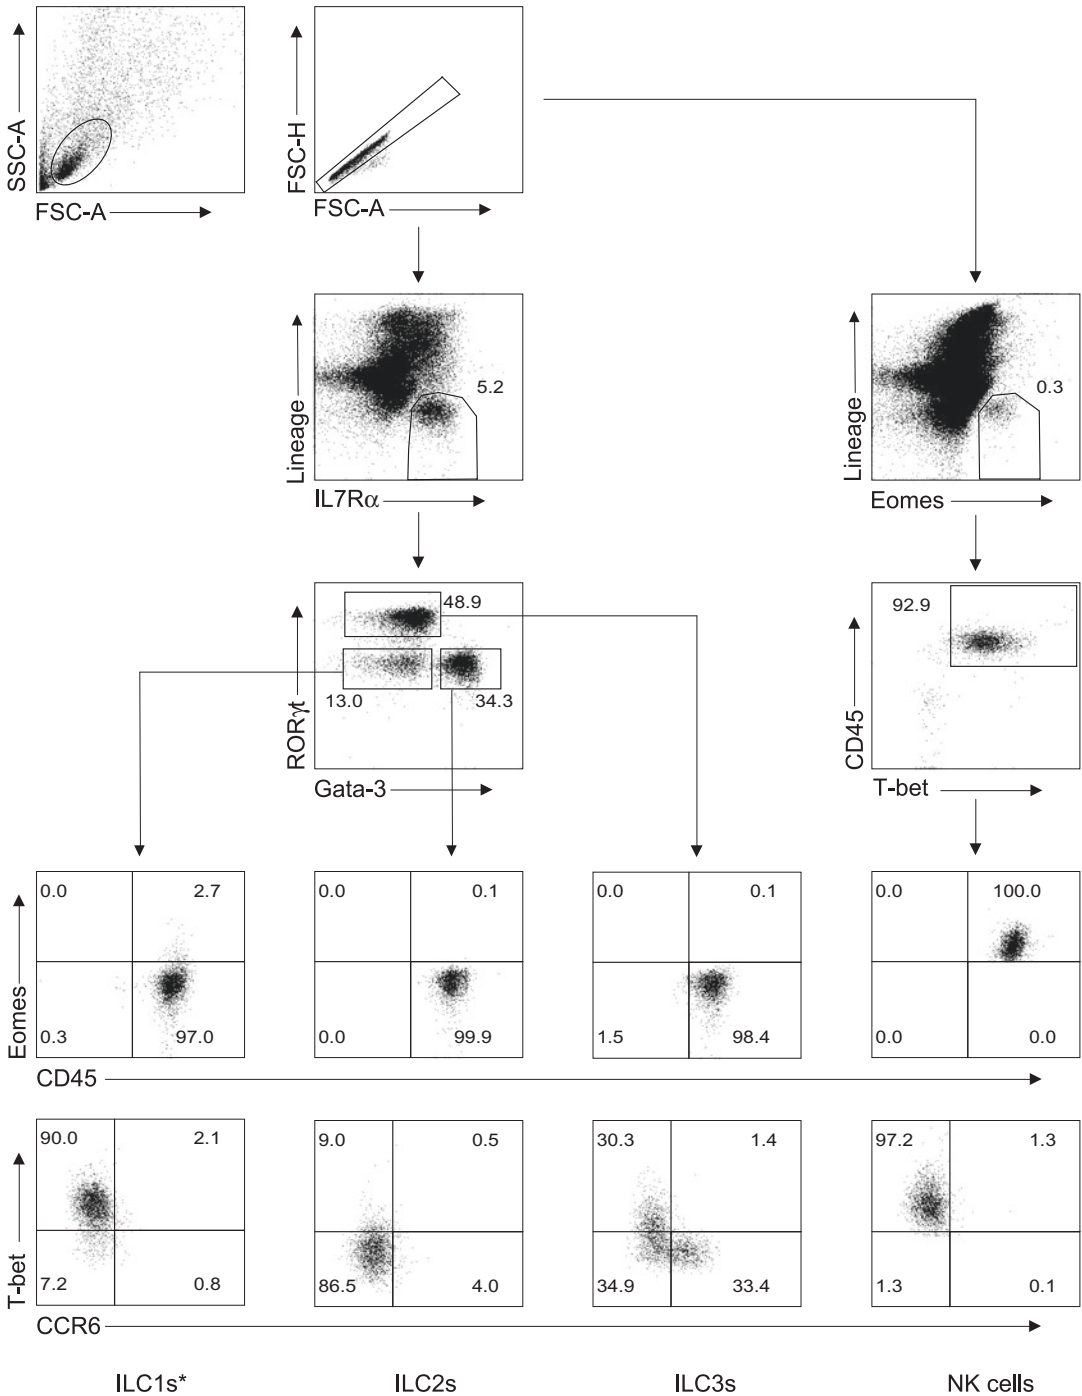 SSC-A
FSC-A
FSC-H
FSC-A
Lineage
5.2
IL7Rα
Lineage
0.3
Eomes
RORγt
48.9
13.0
34.3
Gata-3
CD45
92.9
T-bet
Eomes
0.0 2.7
0.3 97.0
0.0 0.1
0.0 99.9
0.0 0.1
1.5 98.4
0.0 100.0
0.0 0.0
CD45
T-bet
90.0 2.1
7.2 0.8
9.0 0.5
86.5 4.0
30.3 1.4
34.9 33.4
97.2 1.3
1.3 0.1
CCR6
ILC1s* ILC2s ILC3s NK cells